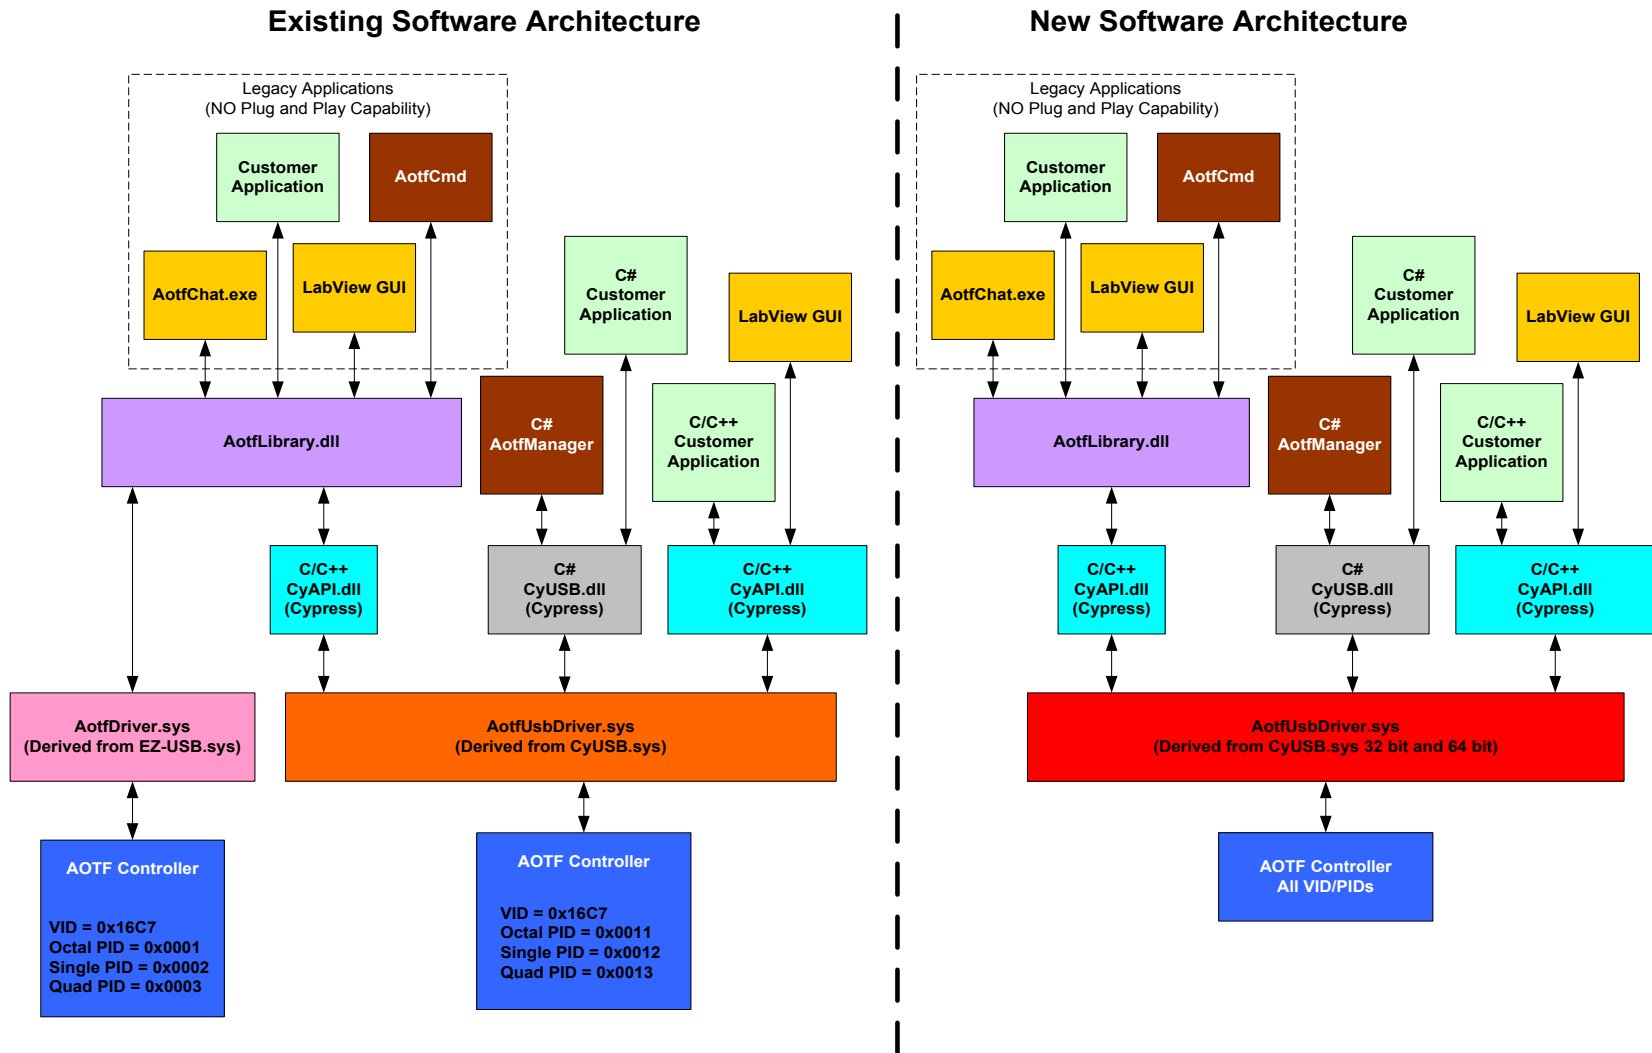 Existing Software Architecture
Legacy Applications
(NO Plug and Play Capability)
Customer
Application
AotfCmd
AotfChat.exe
LabView GUI
C#
Customer
Application
LabView GUI
AotfLibrary.dll
C#
AotfManager
C/C++
Customer
Application
C/C++
CyAPI.dll
(Cypress)
C#
CyUSB.dll
(Cypress)
C/C++
CyAPI.dll
(Cypress)
AotfDriver.sys
(Derived from EZ-USB.sys)
AotfUsbDriver.sys
(Derived from CyUSB.sys)
AOTF Controller
VID = 0x16C7
Octal PID = 0x0001
Single PID = 0x0002
Quad PID = 0x0003
AOTF Controller
VID = 0x16C7
Octal PID = 0x0011
Single PID = 0x0012
Quad PID = 0x0013
New Software Architecture
Legacy Applications
(NO Plug and Play Capability)
Customer
Application
AotfCmd
AotfChat.exe
LabView GUI
C#
Customer
Application
LabView GUI
AotfLibrary.dll
C#
AotfManager
C/C++
Customer
Application
C/C++
CyAPI.dll
(Cypress)
C#
CyUSB.dll
(Cypress)
C/C++
CyAPI.dll
(Cypress)
AotfUsbDriver.sys
(Derived from CyUSB.sys 32 bit and 64 bit)
AOTF Controller
All VID/PIDs